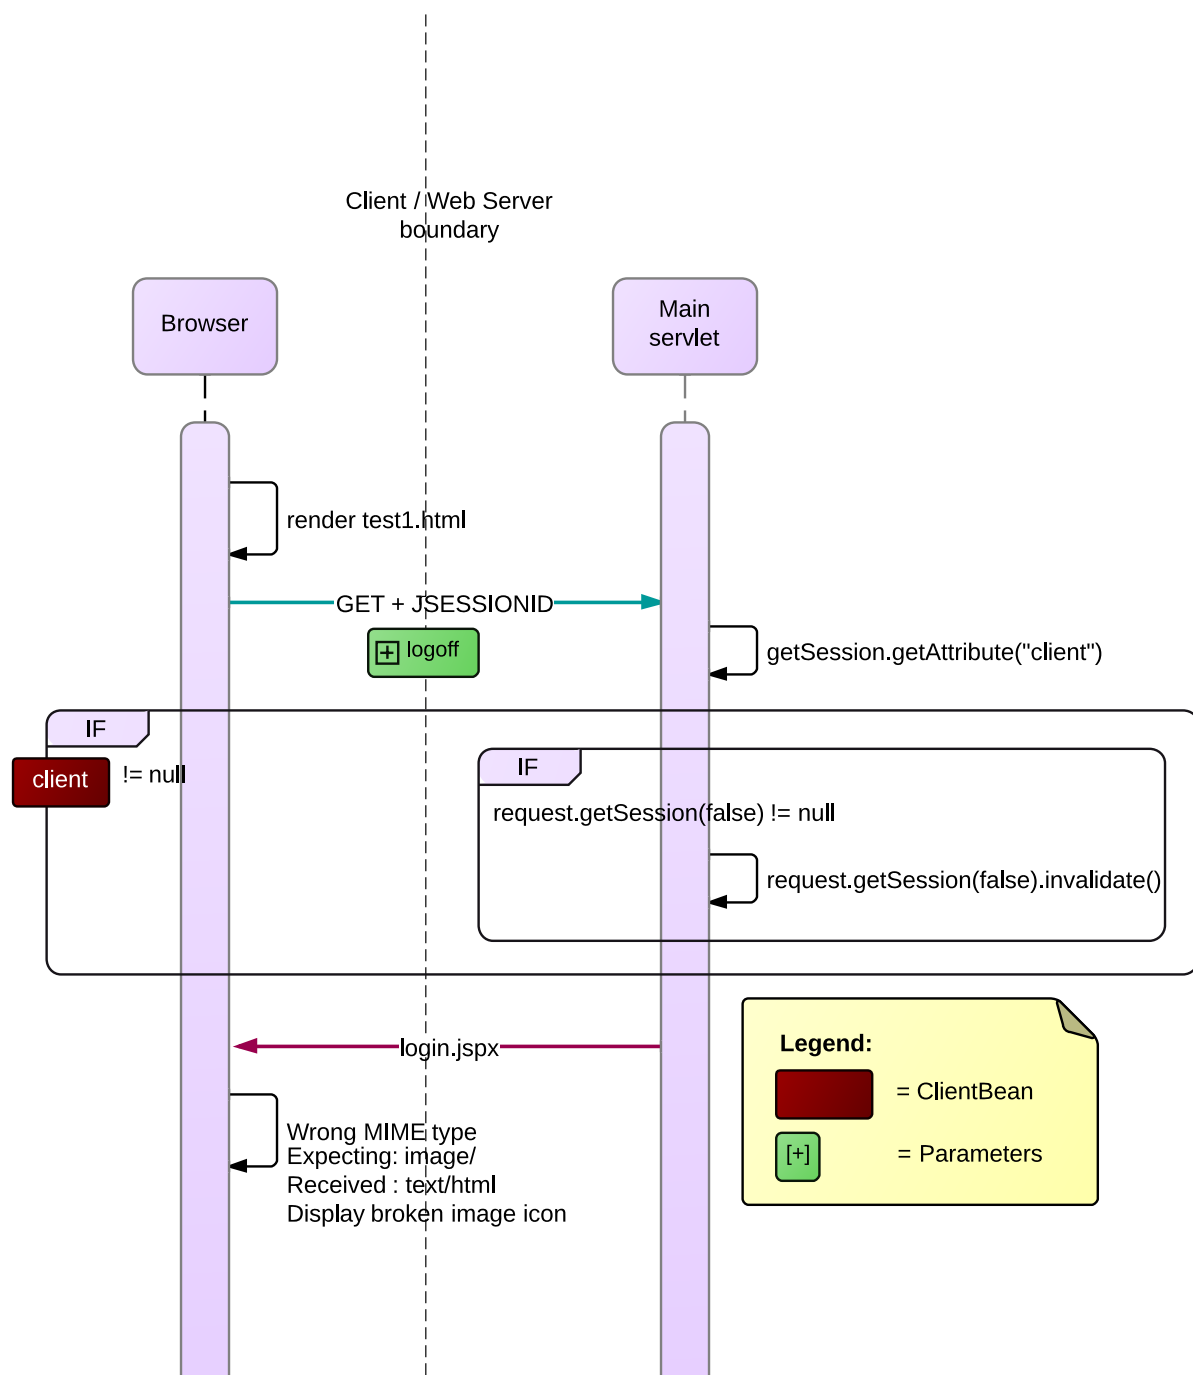 Client / Web Server
boundary
Browser
Main
servlet
render test1.html
GET + JSESSIONID
logoff
getSession.getAttribute("client")
IF
client != null
IF
request.getSession(false) != null
request.getSession(false).invalidate()
login.jspx
Wrong MIME type
Expecting: image/
Received : text/html
Display broken image icon
Legend:
= ClientBean
[+] = Parameters